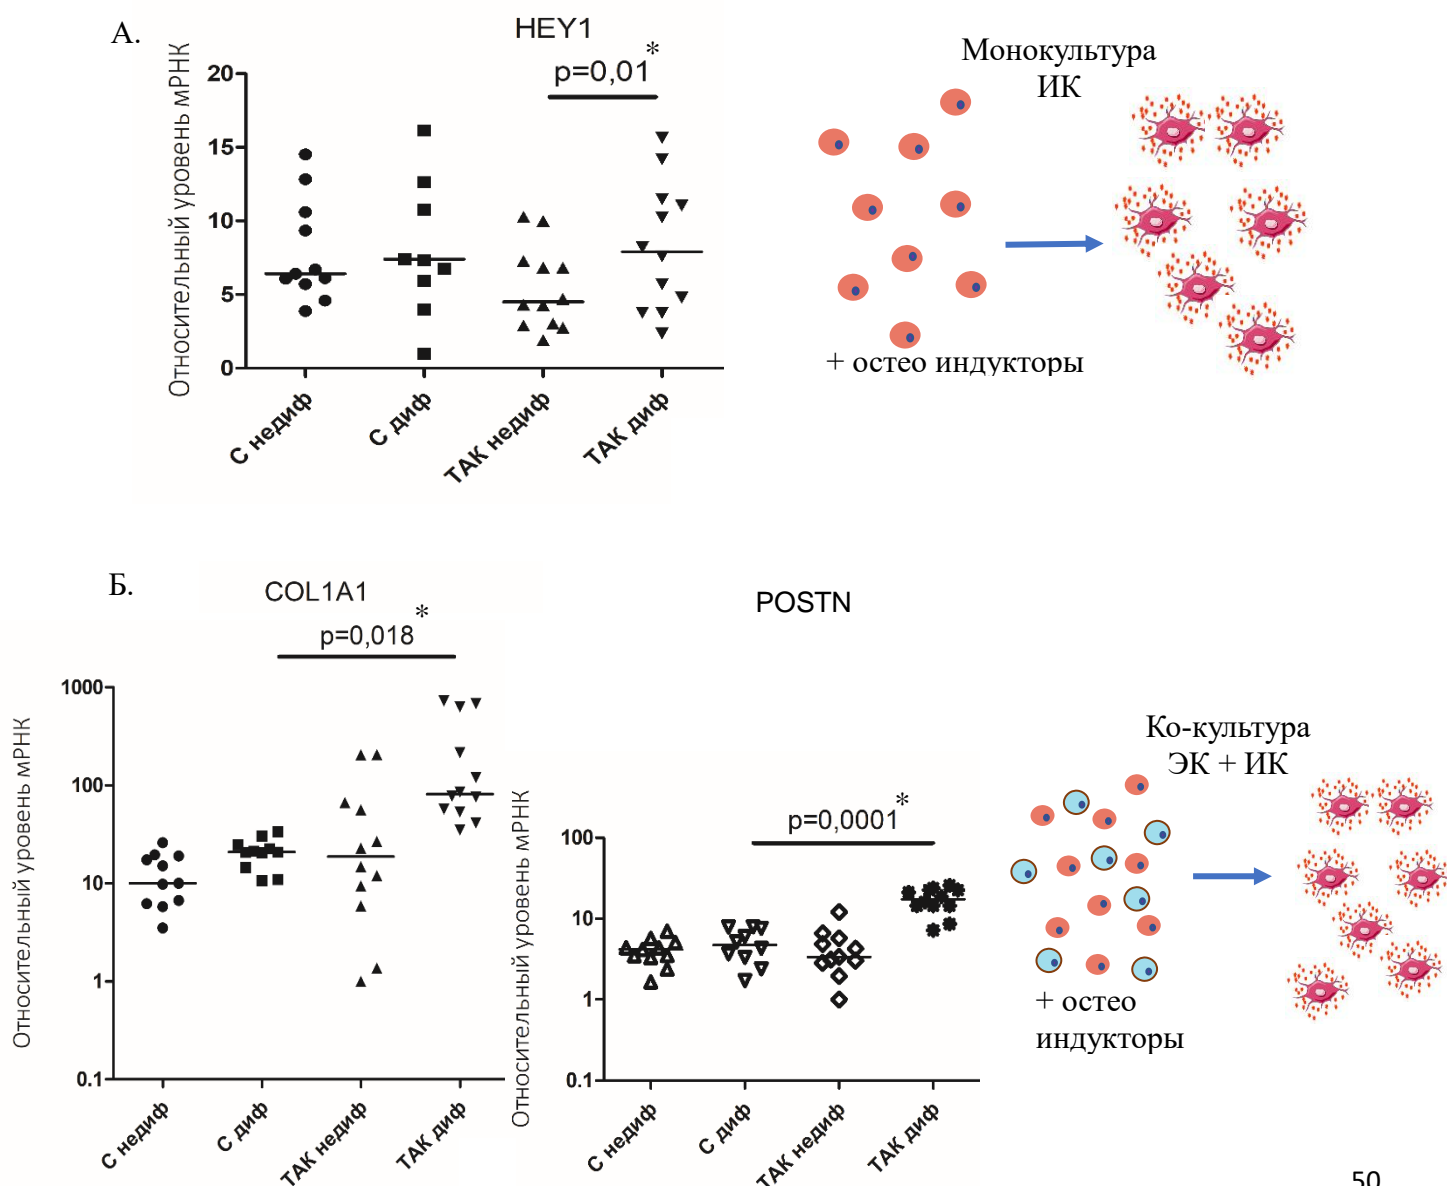 А.
HEY1
*
p=0,01
Относительный уровень мРНК
20
15
10
5
0
С недиф
С диф
ТАК недиф
ТАК диф
Монокультура
ИК
+ остео индукторы
Б.
COL1A1
*
p=0,018
Относительный уровень мРНК
1000
100
10
1
0.1
С недиф
С диф
ТАК недиф
ТАК диф
POSTN
*
p=0,0001
Относительный уровень мРНК
100
10
1
0.1
С недиф
С диф
ТАК недиф
ТАК диф
Ко-культура
ЭК + ИК
+ остео
индукторы
50